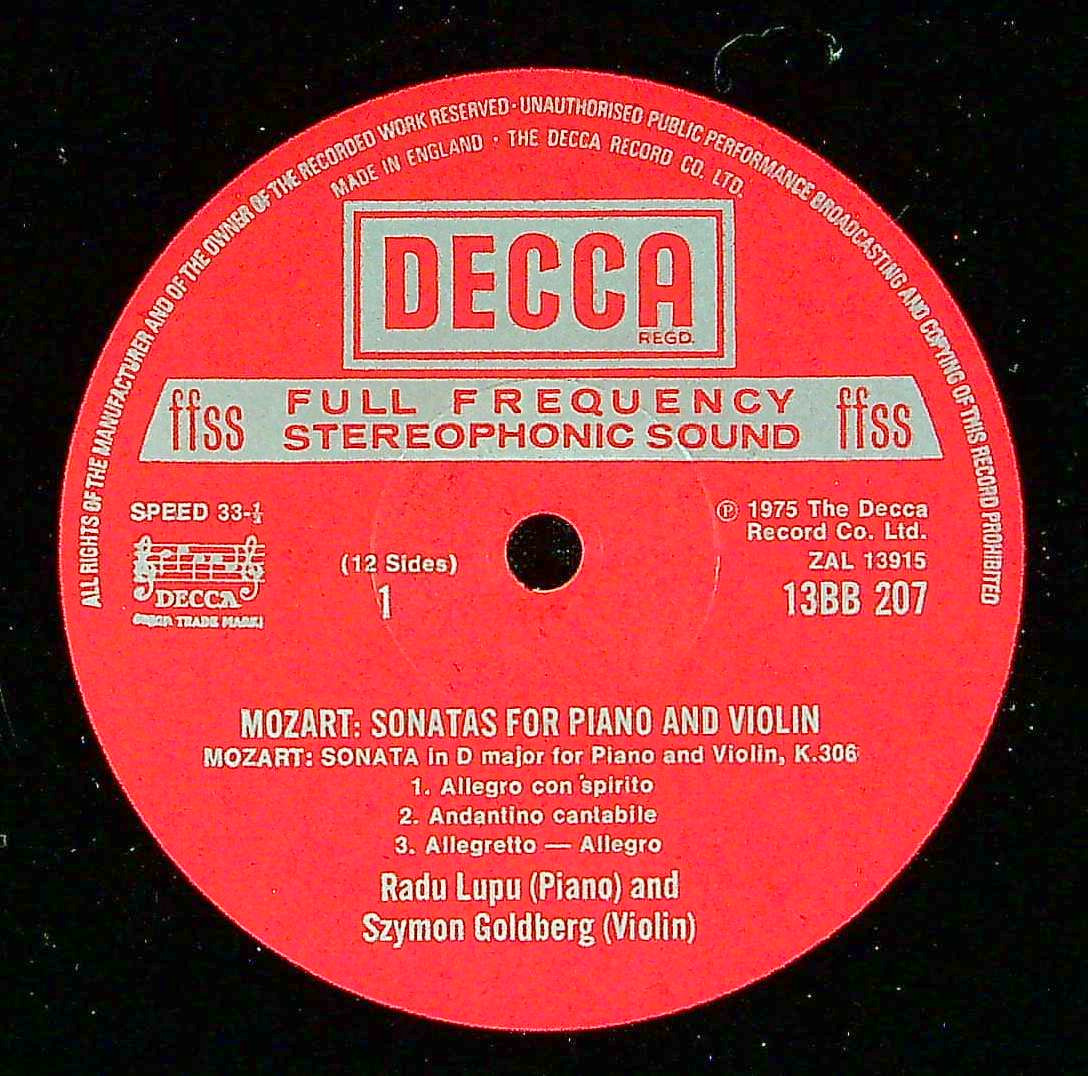 ALL RIGHTS OF THE MANUFACTURER AND OF THE OWNER OF THE RECORDED WORK RESERVED · UNAUTHORISED PUBLIC PERFORMANCE BROADCASTING AND COPYING OF THIS RECORD PROHIBITED
MADE IN ENGLAND · THE DECCA RECORD CO. LTD.
DECCA
REGD.
ffss FULL FREQUENCY ffss
STEREOPHONIC SOUND
SPEED 33-⅓
DECCA
TRADE MARK
(12 Sides)
1
℗ 1975 The Decca
Record Co. Ltd.
ZAL 13915
13BB 207
MOZART: SONATAS FOR PIANO AND VIOLIN
MOZART: SONATA in D major for Piano and Violin, K.306
1. Allegro con spirito
2. Andantino cantabile
3. Allegretto — Allegro
Radu Lupu (Piano) and
Szymon Goldberg (Violin)